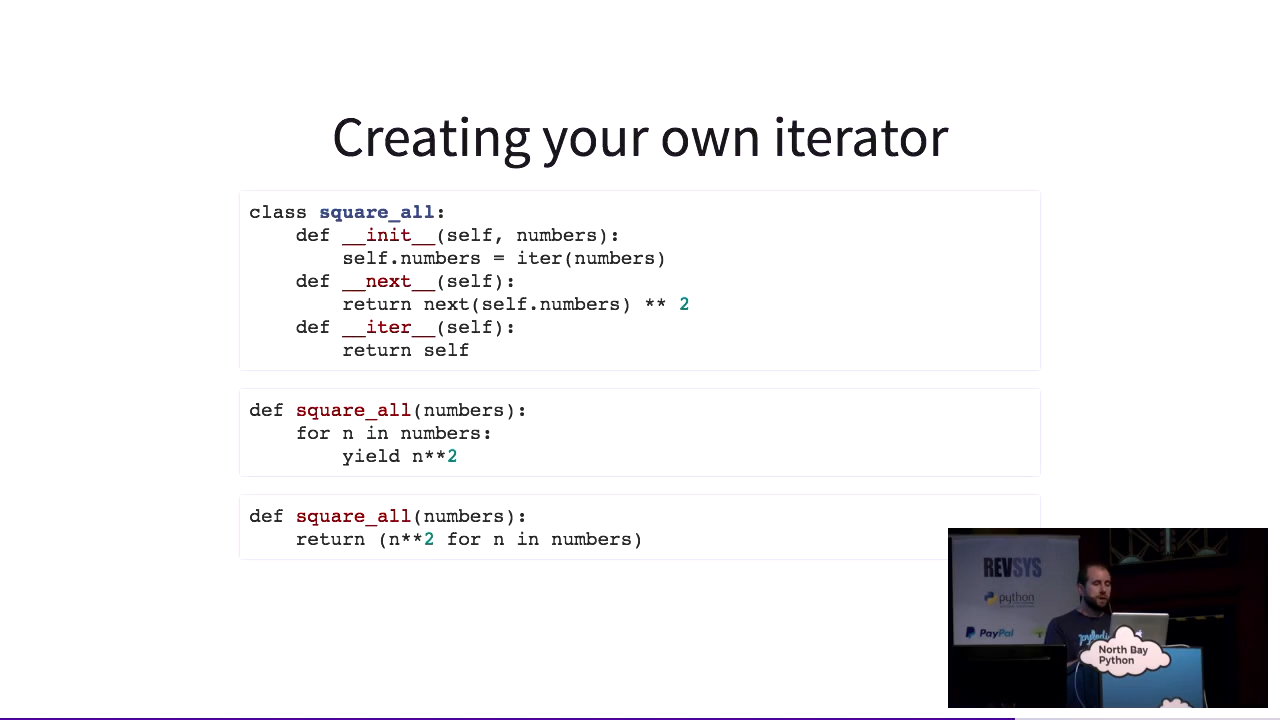 Creating your own iterator
class square_all:
    def __init__(self, numbers):
        self.numbers = iter(numbers)
    def __next__(self):
        return next(self.numbers) ** 2
    def __iter__(self):
        return self
def square_all(numbers):
    for n in numbers:
        yield n**2
def square_all(numbers):
    return (n**2 for n in numbers)
REVSYS
python
PayPal
North Bay
Python